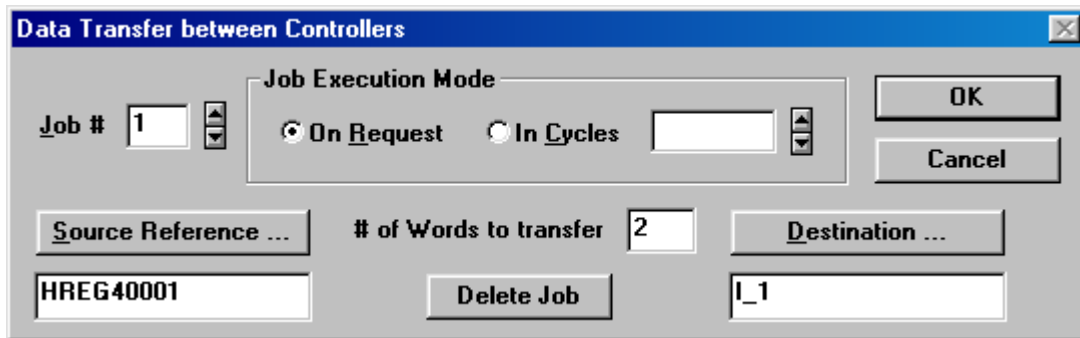 Data Transfer between Controllers
Job # 1
Job Execution Mode
On Request In Cycles
OK
Cancel
Source Reference ...
# of Words to transfer 2
Destination ...
HREG40001
Delete Job
I_1